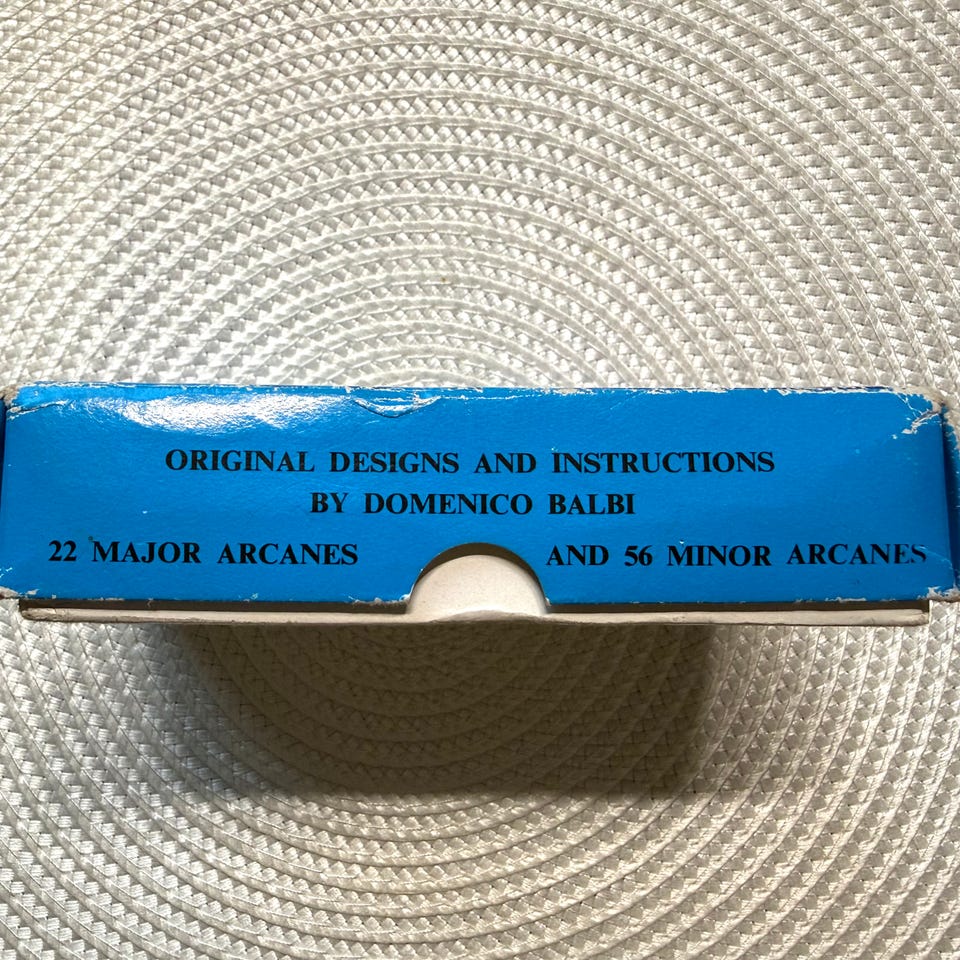 ORIGINAL DESIGNS AND INSTRUCTIONS
BY DOMENICO BALBI
22 MAJOR ARCANES AND 56 MINOR ARCANES